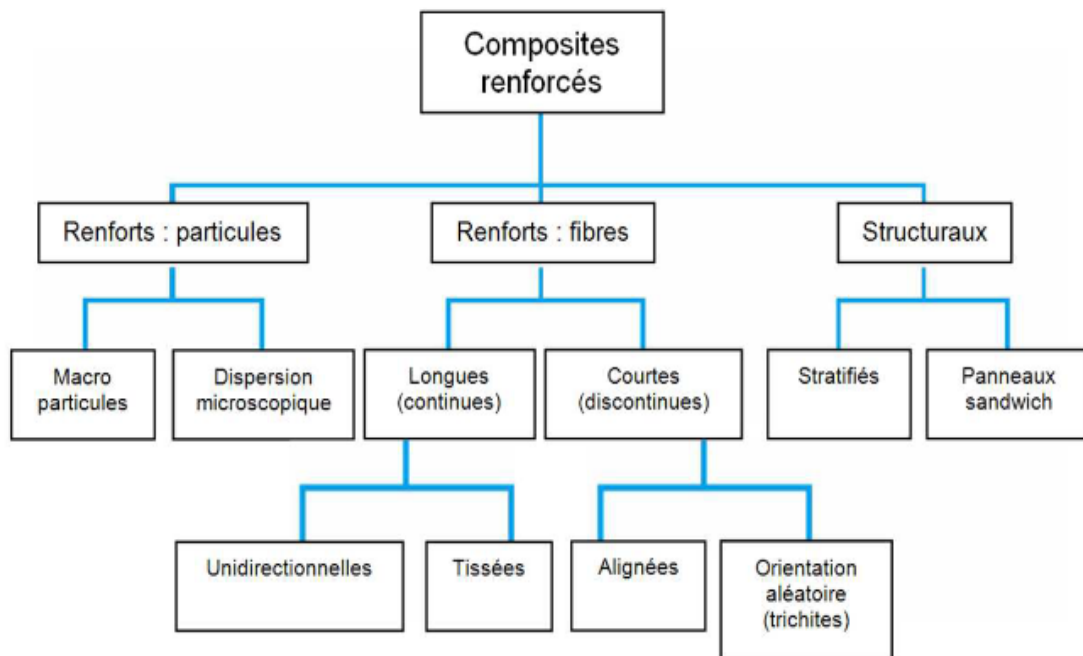 Composites
renforcés
Renforts : particules
Renforts : fibres
Structuraux
Macro
particules
Dispersion
microscopique
Longues
(continues)
Courtes
(discontinues)
Stratifiés
Panneaux
sandwich
Unidirectionnelles
Tissées
Alignées
Orientation
aléatoire
(trichites)